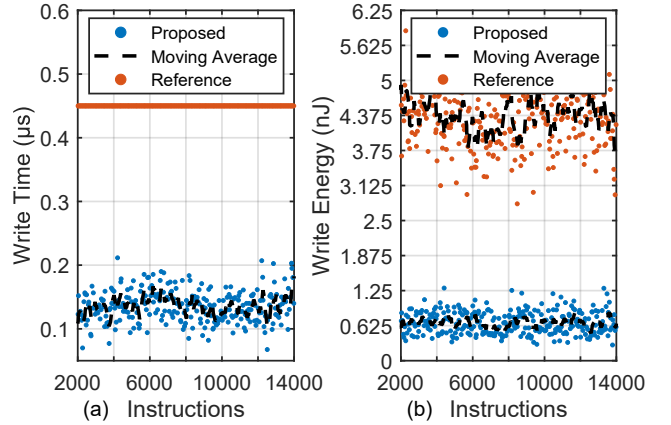 0.6
0.5
0.4
0.3
0.2
0.1
Write Time (μs)
Proposed
Moving Average
Reference
2000 6000 10000 14000
(a) Instructions
6.25
5.625
5
4.375
3.75
3.125
2.5
1.875
1.25
0.625
0
Write Energy (nJ)
Proposed
Moving Average
Reference
2000 6000 10000 14000
(b) Instructions